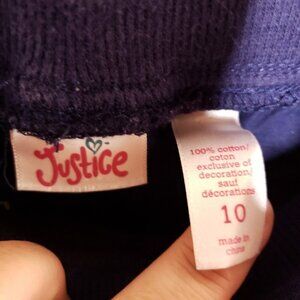 Justice
100% cotton/
coton
exclusive of
decoration/
sauf
décorations
10
made in
china